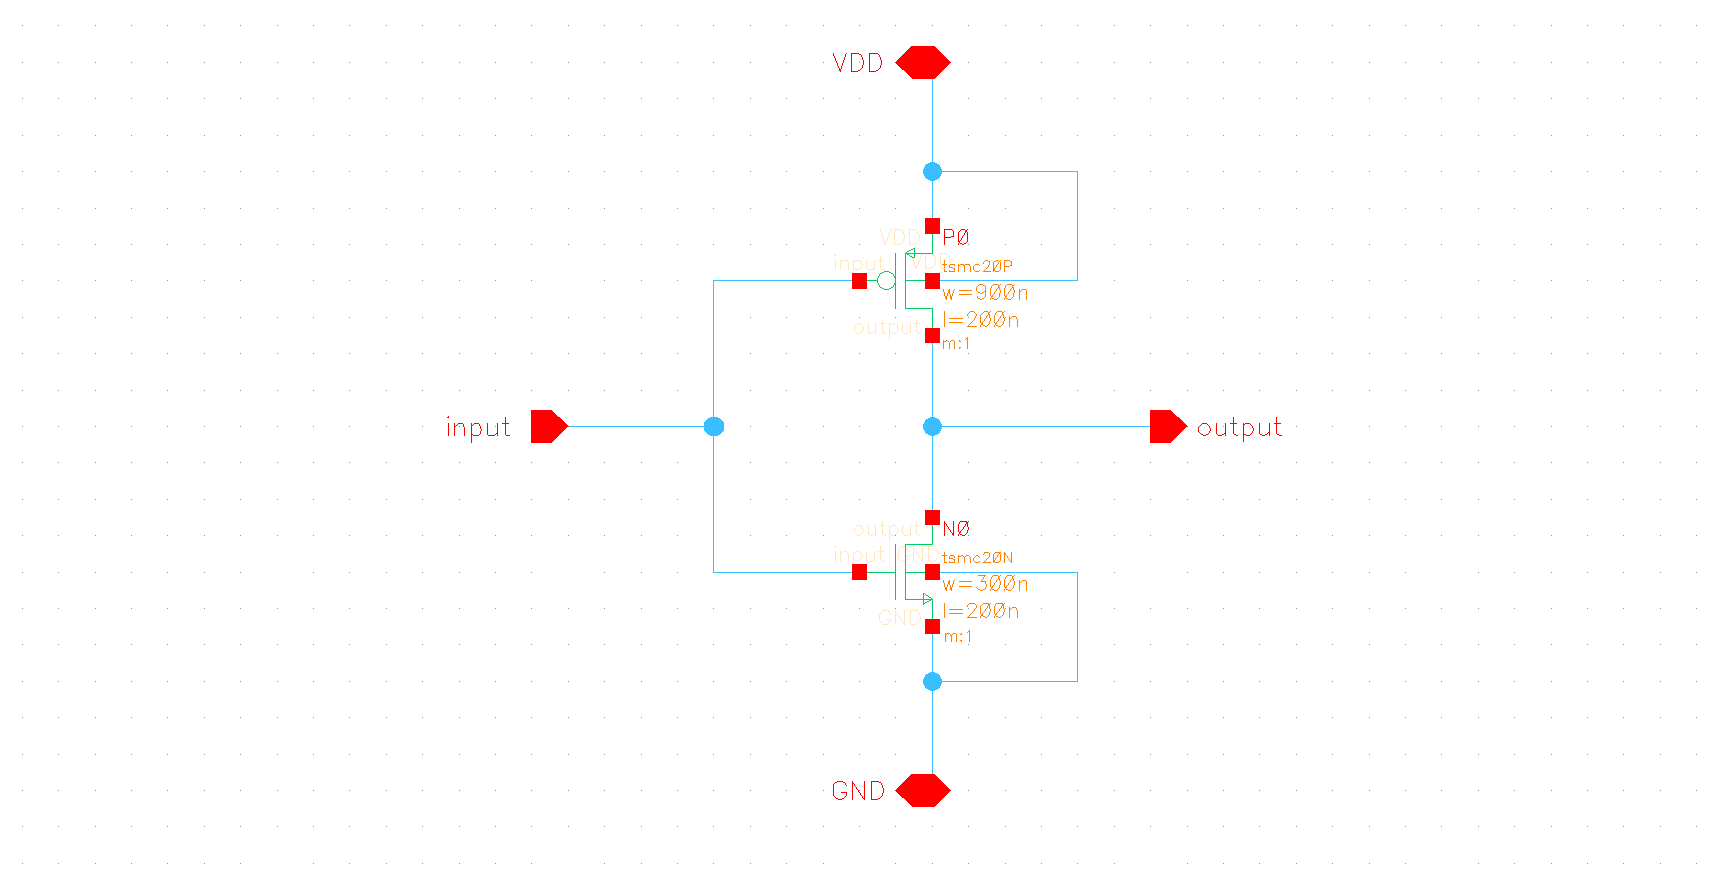 VDD
VDD
P0
input
VDD
tsmc20P
w=900n
output
l=200n
m:1
input
output
output
N0
input
GND
tsmc20N
w=300n
GND
l=200n
m:1
GND